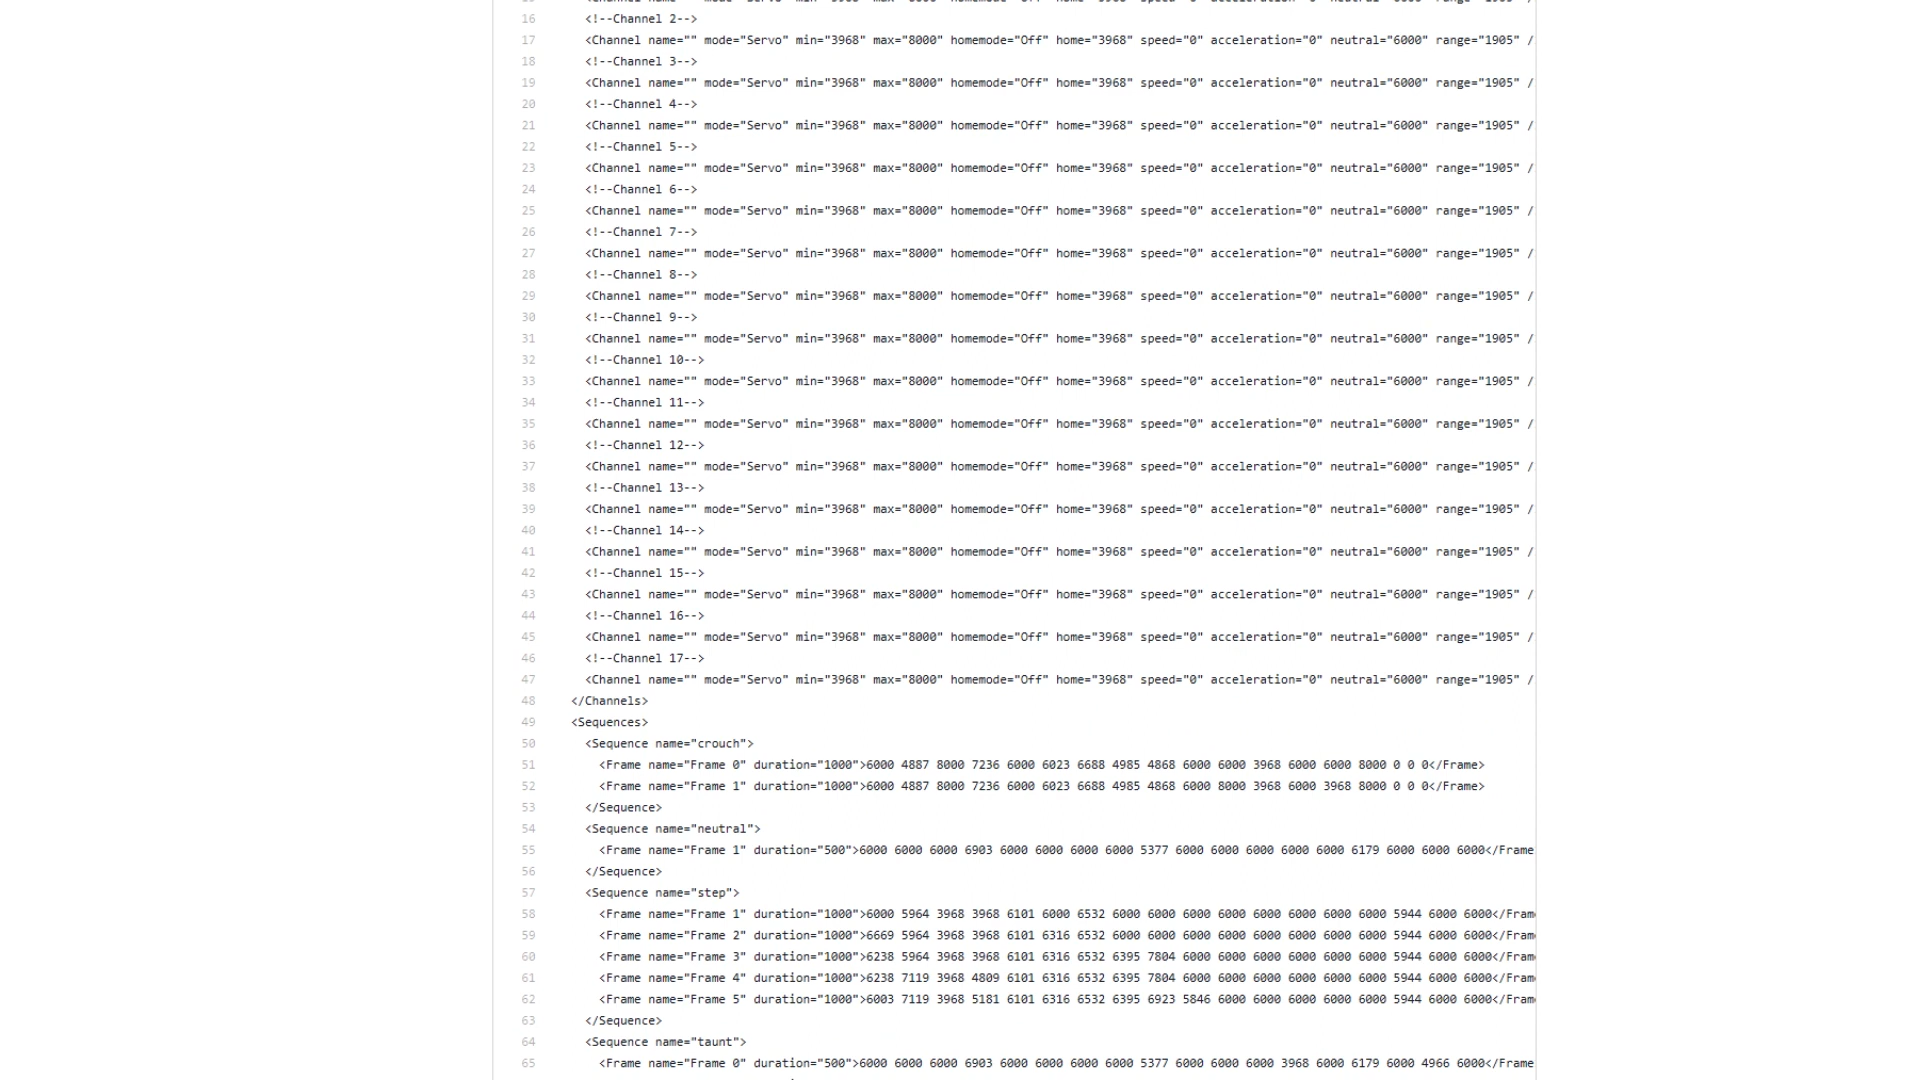 16 <!--Channel 2-->
17 <Channel name="" mode="Servo" min="3968" max="8000" homemode="Off" home="3968" speed="0" acceleration="0" neutral="6000" range="1905" /
18 <!--Channel 3-->
19 <Channel name="" mode="Servo" min="3968" max="8000" homemode="Off" home="3968" speed="0" acceleration="0" neutral="6000" range="1905" /
20 <!--Channel 4-->
21 <Channel name="" mode="Servo" min="3968" max="8000" homemode="Off" home="3968" speed="0" acceleration="0" neutral="6000" range="1905" /
22 <!--Channel 5-->
23 <Channel name="" mode="Servo" min="3968" max="8000" homemode="Off" home="3968" speed="0" acceleration="0" neutral="6000" range="1905" /
24 <!--Channel 6-->
25 <Channel name="" mode="Servo" min="3968" max="8000" homemode="Off" home="3968" speed="0" acceleration="0" neutral="6000" range="1905" /
26 <!--Channel 7-->
27 <Channel name="" mode="Servo" min="3968" max="8000" homemode="Off" home="3968" speed="0" acceleration="0" neutral="6000" range="1905" /
28 <!--Channel 8-->
29 <Channel name="" mode="Servo" min="3968" max="8000" homemode="Off" home="3968" speed="0" acceleration="0" neutral="6000" range="1905" /
30 <!--Channel 9-->
31 <Channel name="" mode="Servo" min="3968" max="8000" homemode="Off" home="3968" speed="0" acceleration="0" neutral="6000" range="1905" /
32 <!--Channel 10-->
33 <Channel name="" mode="Servo" min="3968" max="8000" homemode="Off" home="3968" speed="0" acceleration="0" neutral="6000" range="1905" /
34 <!--Channel 11-->
35 <Channel name="" mode="Servo" min="3968" max="8000" homemode="Off" home="3968" speed="0" acceleration="0" neutral="6000" range="1905" /
36 <!--Channel 12-->
37 <Channel name="" mode="Servo" min="3968" max="8000" homemode="Off" home="3968" speed="0" acceleration="0" neutral="6000" range="1905" /
38 <!--Channel 13-->
39 <Channel name="" mode="Servo" min="3968" max="8000" homemode="Off" home="3968" speed="0" acceleration="0" neutral="6000" range="1905" /
40 <!--Channel 14-->
41 <Channel name="" mode="Servo" min="3968" max="8000" homemode="Off" home="3968" speed="0" acceleration="0" neutral="6000" range="1905" /
42 <!--Channel 15-->
43 <Channel name="" mode="Servo" min="3968" max="8000" homemode="Off" home="3968" speed="0" acceleration="0" neutral="6000" range="1905" /
44 <!--Channel 16-->
45 <Channel name="" mode="Servo" min="3968" max="8000" homemode="Off" home="3968" speed="0" acceleration="0" neutral="6000" range="1905" /
46 <!--Channel 17-->
47 <Channel name="" mode="Servo" min="3968" max="8000" homemode="Off" home="3968" speed="0" acceleration="0" neutral="6000" range="1905" /
48 </Channels>
49 <Sequences>
50 <Sequence name="crouch">
51 <Frame name="Frame 0" duration="1000">6000 4887 8000 7236 6000 6023 6688 4985 4868 6000 6000 3968 6000 6000 8000 0 0 0</Frame>
52 <Frame name="Frame 1" duration="1000">6000 4887 8000 7236 6000 6023 6688 4985 4868 6000 8000 3968 6000 3968 8000 0 0 0</Frame>
53 </Sequence>
54 <Sequence name="neutral">
55 <Frame name="Frame 1" duration="500">6000 6000 6000 6903 6000 6000 6000 6000 5377 6000 6000 6000 6000 6000 6179 6000 6000 6000</Frame
56 </Sequence>
57 <Sequence name="step">
58 <Frame name="Frame 1" duration="1000">6000 5964 3968 3968 6101 6000 6532 6000 6000 6000 6000 6000 6000 6000 6000 5944 6000 6000</Fram
59 <Frame name="Frame 2" duration="1000">6669 5964 3968 3968 6101 6316 6532 6000 6000 6000 6000 6000 6000 6000 6000 5944 6000 6000</Fram
60 <Frame name="Frame 3" duration="1000">6238 5964 3968 3968 6101 6316 6532 6395 7804 6000 6000 6000 6000 6000 6000 5944 6000 6000</Fram
61 <Frame name="Frame 4" duration="1000">6238 7119 3968 4809 6101 6316 6532 6395 7804 6000 6000 6000 6000 6000 6000 5944 6000 6000</Fram
62 <Frame name="Frame 5" duration="1000">6003 7119 3968 5181 6101 6316 6532 6395 6923 5846 6000 6000 6000 6000 6000 5944 6000 6000</Fram
63 </Sequence>
64 <Sequence name="taunt">
65 <Frame name="Frame 0" duration="500">6000 6000 6000 6903 6000 6000 6000 6000 5377 6000 6000 6000 3968 6000 6179 6000 4966 6000</Frame